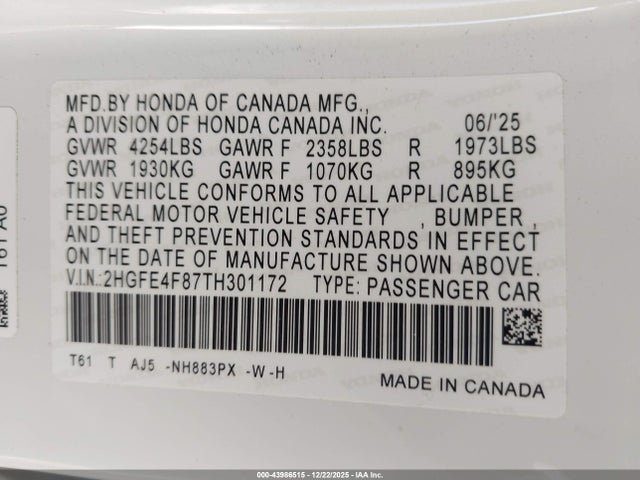 MFD.BY HONDA OF CANADA MFG.,
A DIVISION OF HONDA CANADA INC. 06/'25
GVWR 4254LBS GAWR F 2358LBS R 1973LBS
GVWR 1930KG GAWR F 1070KG R 895KG
THIS VEHICLE CONFORMS TO ALL APPLICABLE
FEDERAL MOTOR VEHICLE SAFETY , BUMPER ,
AND THEFT PREVENTION STANDARDS IN EFFECT
ON THE DATE OF MANUFACTURE SHOWN ABOVE.
V.I.N.:2HGFE4F87TH301172 TYPE: PASSENGER CAR
T61 T AJ5 -NH883PX -W-H
MADE IN CANADA
T61 A0
000-43986515 - 12/22/2025 - IAA Inc.